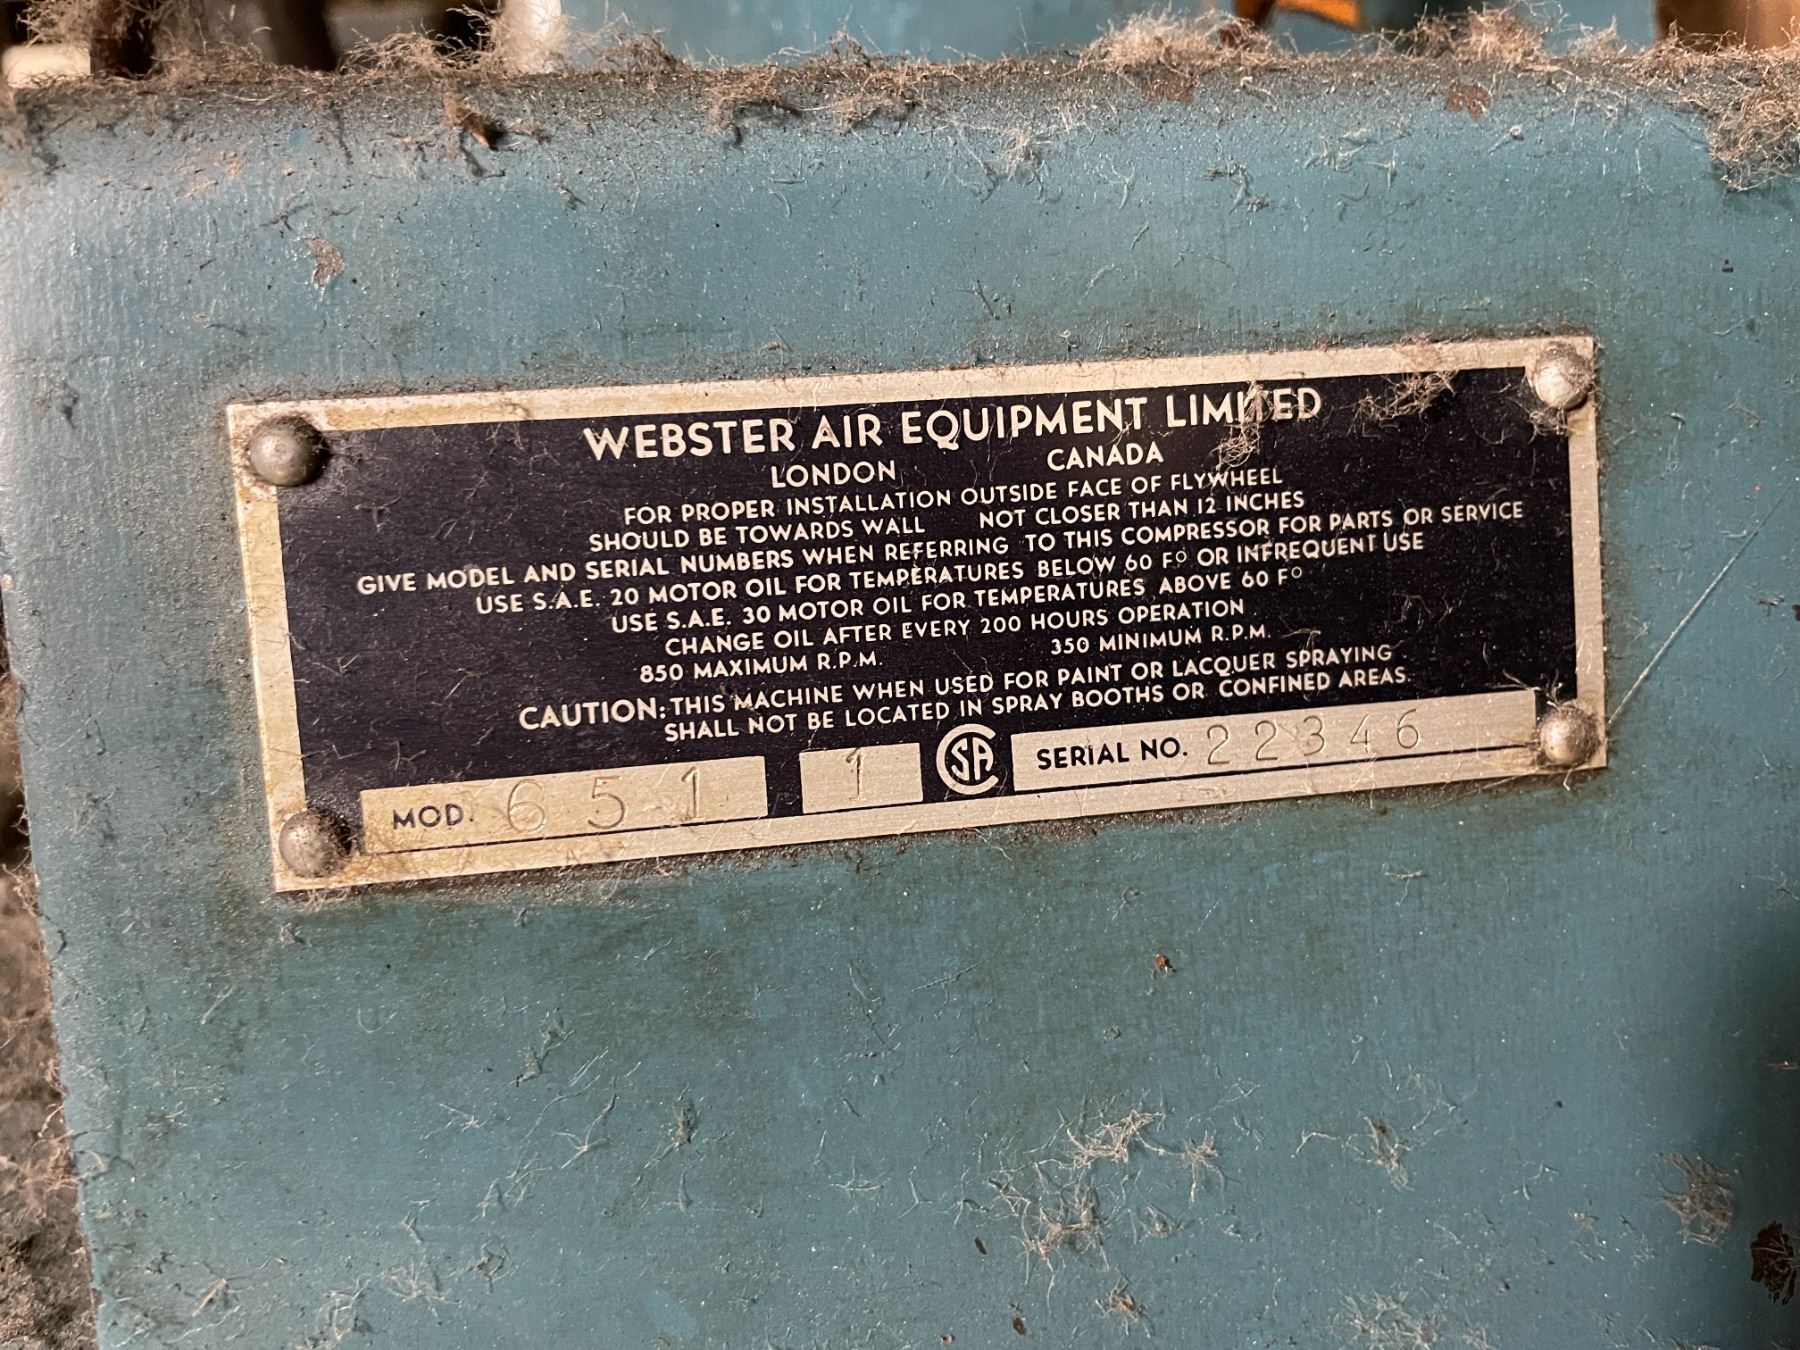 WEBSTER AIR EQUIPMENT LIMITED
LONDON CANADA
FOR PROPER INSTALLATION OUTSIDE FACE OF FLYWHEEL
SHOULD BE TOWARDS WALL NOT CLOSER THAN 12 INCHES
GIVE MODEL AND SERIAL NUMBERS WHEN REFERRING TO THIS COMPRESSOR FOR PARTS OR SERVICE
USE S.A.E. 20 MOTOR OIL FOR TEMPERATURES BELOW 60 F° OR INFREQUENT USE
USE S.A.E. 30 MOTOR OIL FOR TEMPERATURES ABOVE 60 F°
CHANGE OIL AFTER EVERY 200 HOURS OPERATION
850 MAXIMUM R.P.M. 350 MINIMUM R.P.M.
CAUTION: THIS MACHINE WHEN USED FOR PAINT OR LACQUER SPRAYING
SHALL NOT BE LOCATED IN SPRAY BOOTHS OR CONFINED AREAS.
MOD. 651 1 CSA SERIAL NO. 22346